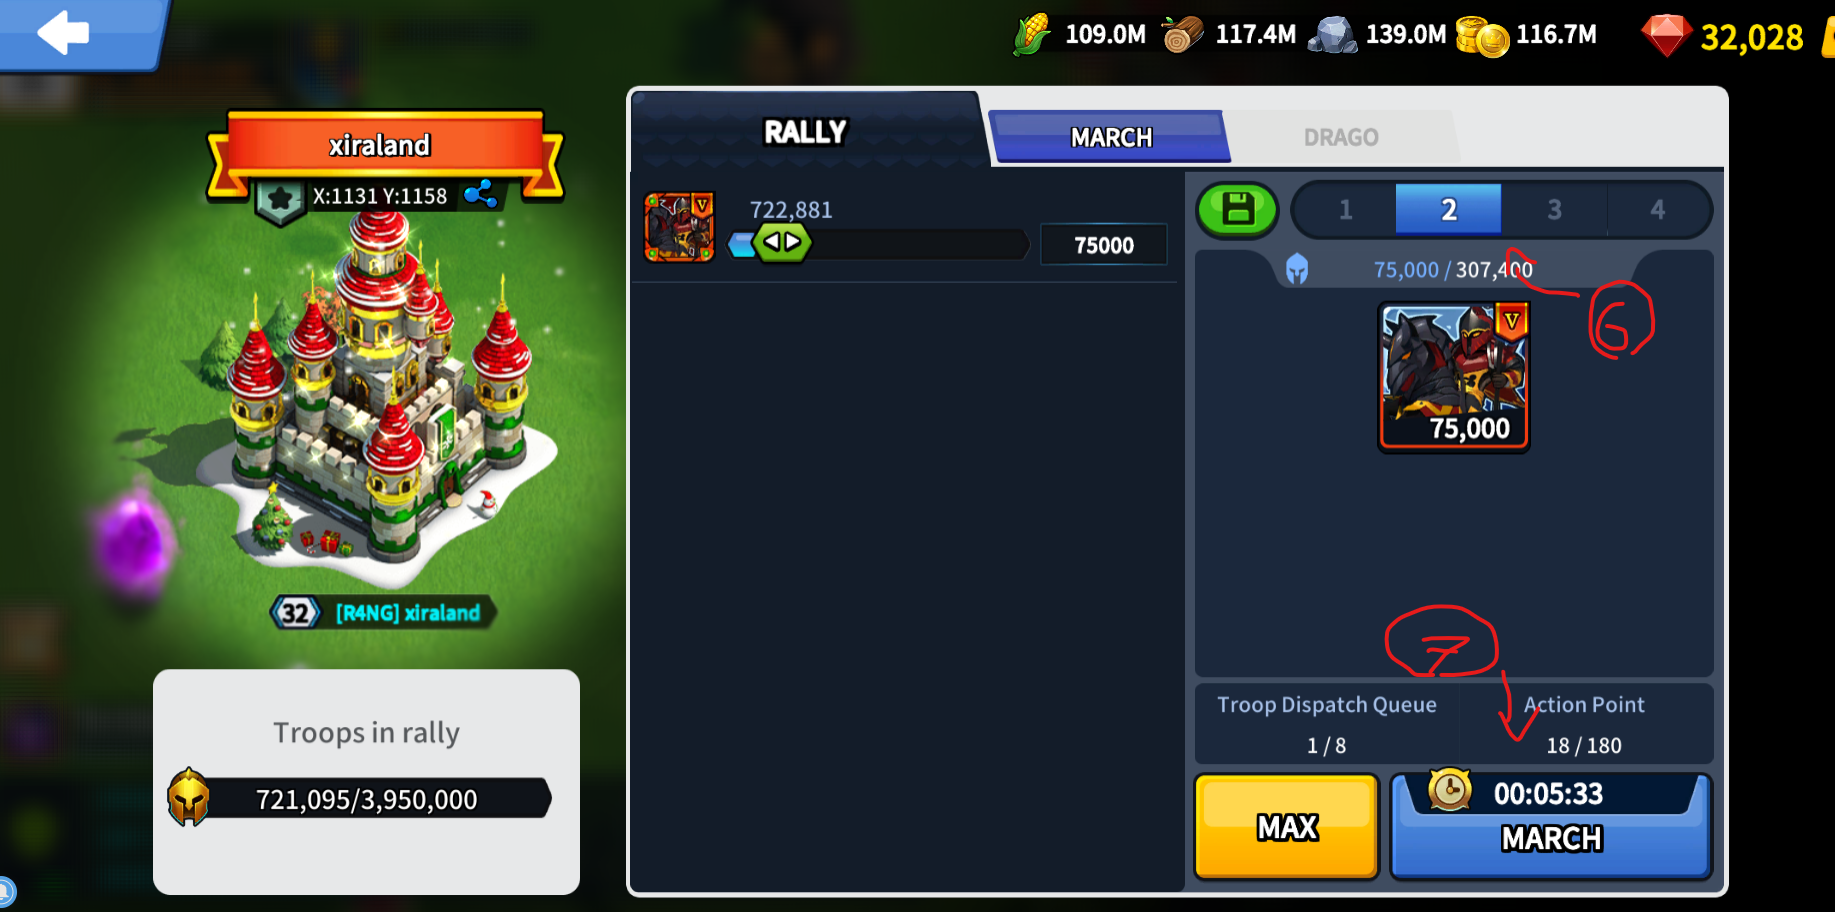 109.0M 117.4M 139.0M 116.7M 32,028
xiraland
X:1131 Y:1158
32 [R4NG] xiraland
Troops in rally
721,095/3,950,000
RALLY MARCH DRAGO
V 722,881
75000
1 2 3 4
75,000 / 307,400
6
V
75,000
7
Troop Dispatch Queue Action Point
1 / 8 18 / 180
MAX
00:05:33
MARCH